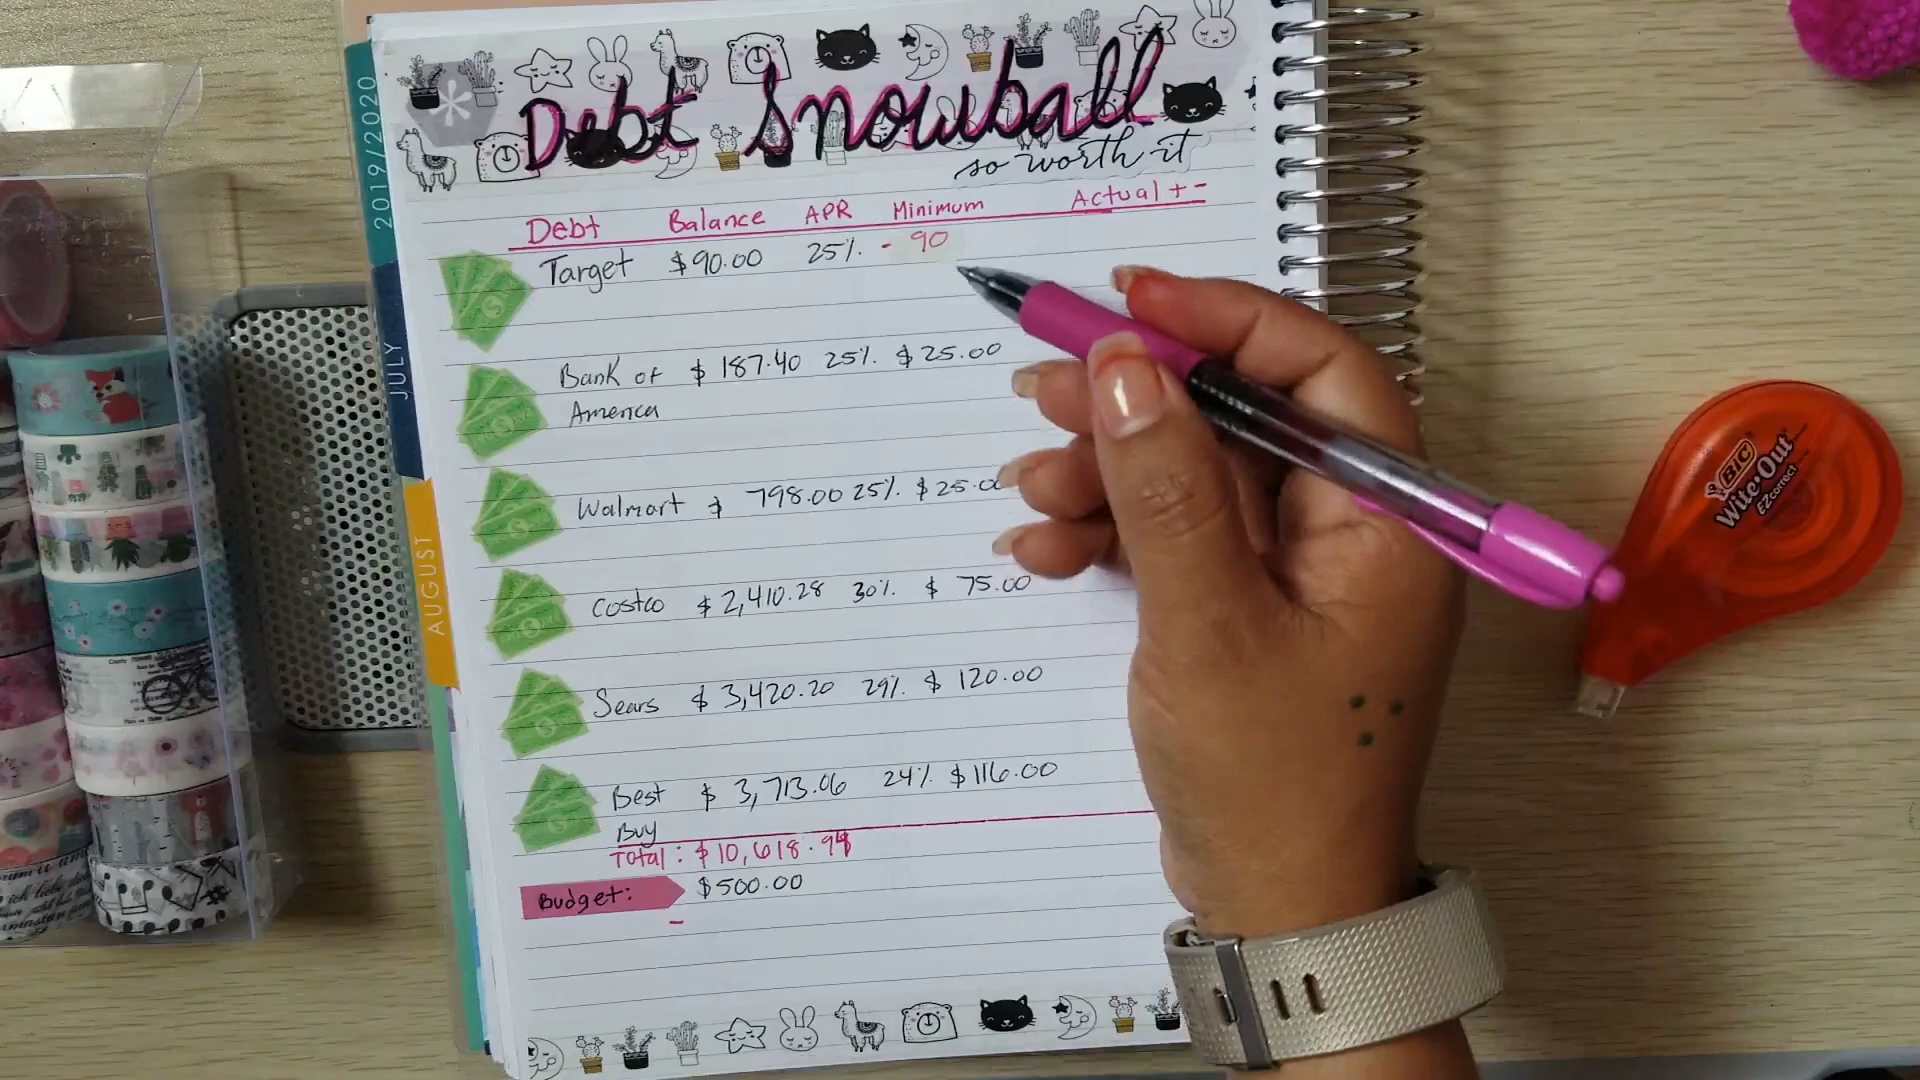 Debt Snowball
so worth it
Debt Balance APR Minimum Actual + -
Target $90.00 25% - 90
Bank of $ 187.40 25% $25.00
America
Walmart $ 798.00 25% $25.00
Costco $2,410.28 30% $ 75.00
Sears $ 3,420.20 29% $ 120.00
Best $ 3,713.06 24% $116.00
Buy
Total: $10,618.94
Budget: $500.00
-
2019/2020
JULY
AUGUST
BIC
Wite·Out
EZcorrect